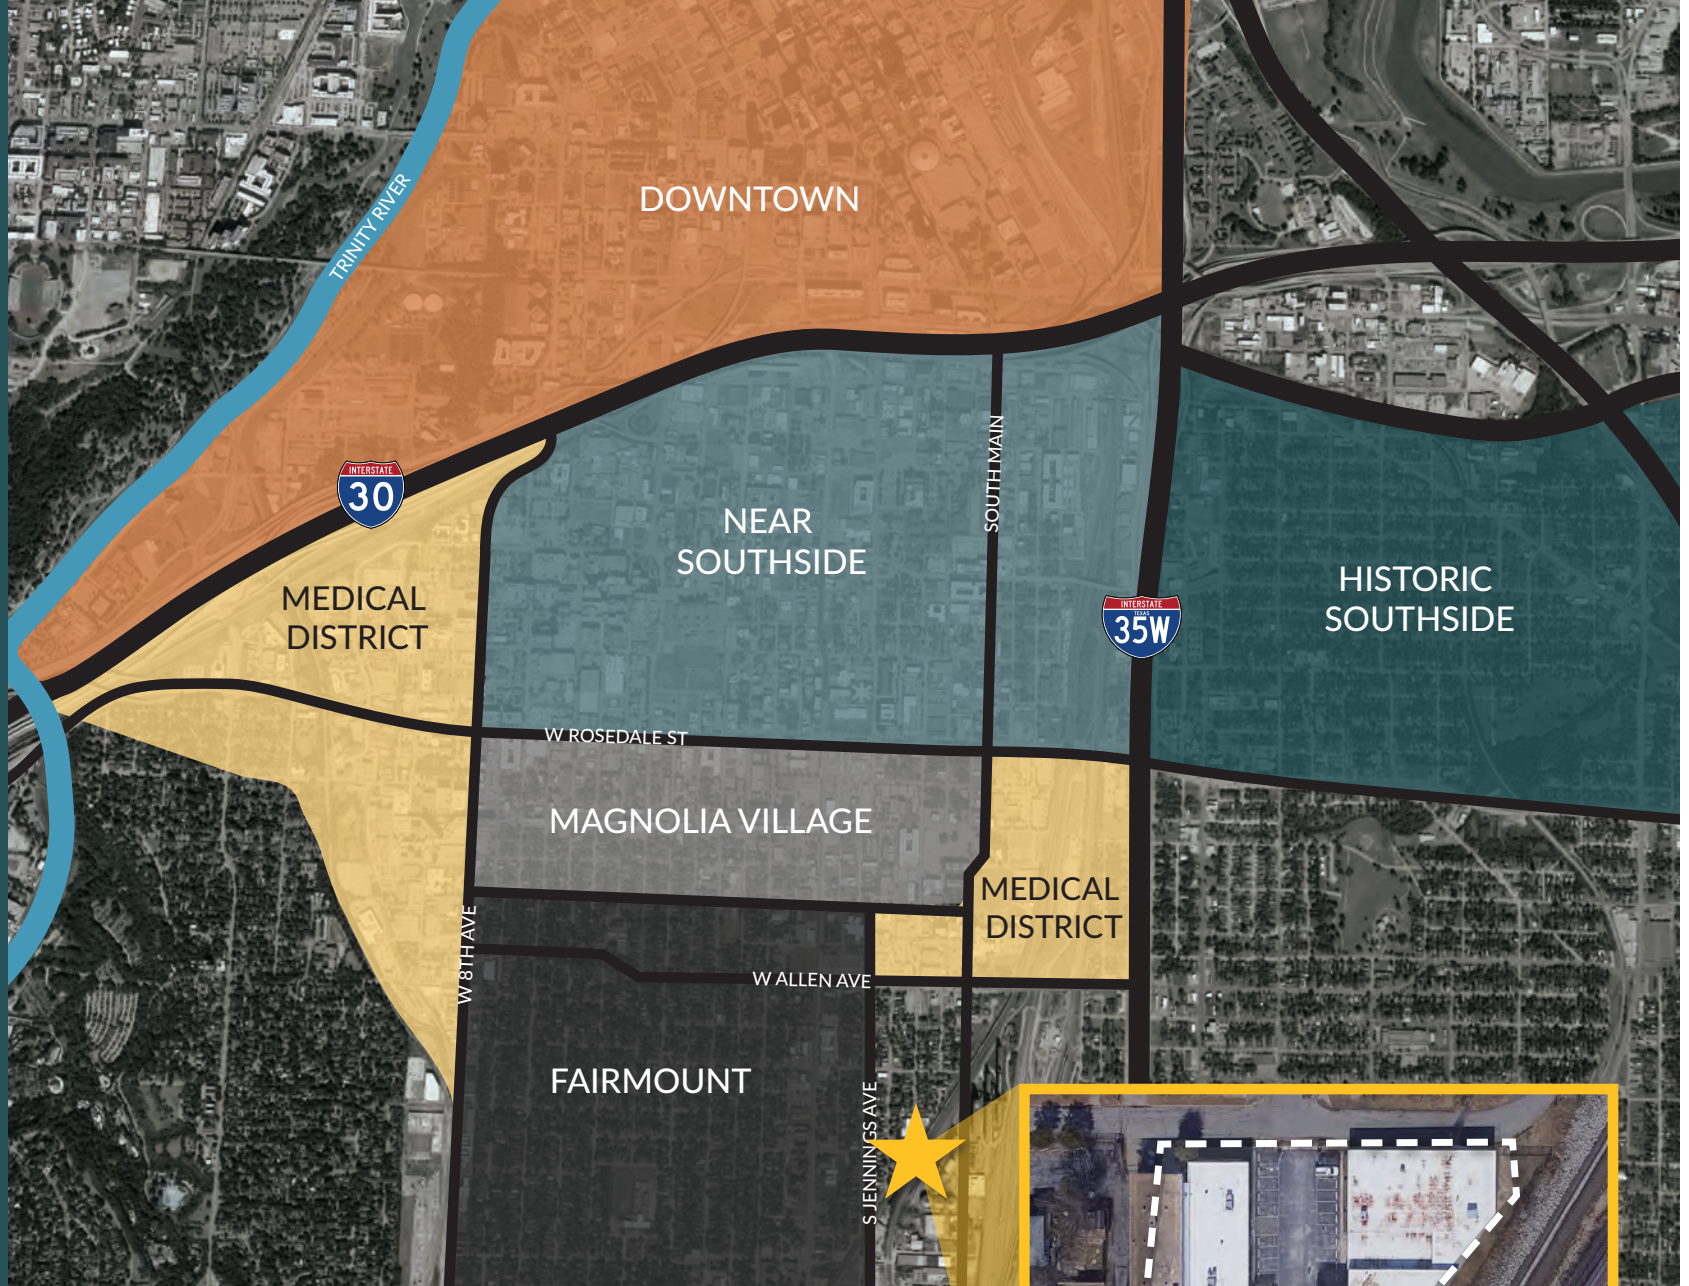 DOWNTOWN
TRINITY RIVER
INTERSTATE
30
SOUTH MAIN
NEAR
SOUTHSIDE
MEDICAL
DISTRICT
HISTORIC
SOUTHSIDE
INTERSTATE
TEXAS
35W
W ROSEDALE ST
MAGNOLIA VILLAGE
MEDICAL
DISTRICT
W 8TH AVE
W ALLEN AVE
FAIRMOUNT
S JENNINGS AVE